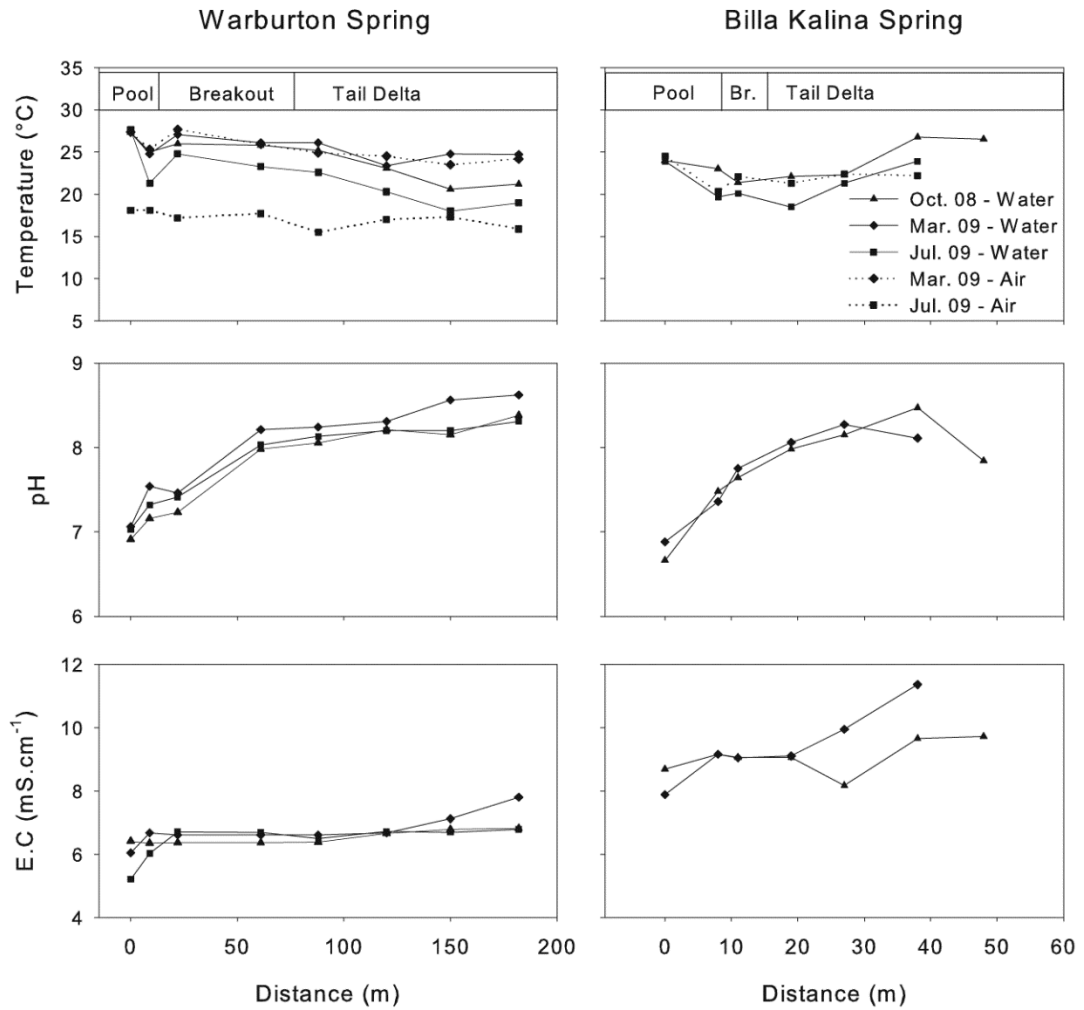 Warburton Spring
Billa Kalina Spring
Temperature (°C)
35
30
25
20
15
10
5
Pool
Breakout
Tail Delta
Pool
Br.
Tail Delta
Oct. 08 - Water
Mar. 09 - Water
Jul. 09 - Water
Mar. 09 - Air
Jul. 09 - Air
pH
9
8
7
6
E.C (mS.cm⁻¹)
12
10
8
6
4
0 50 100 150 200
Distance (m)
0 10 20 30 40 50 60
Distance (m)